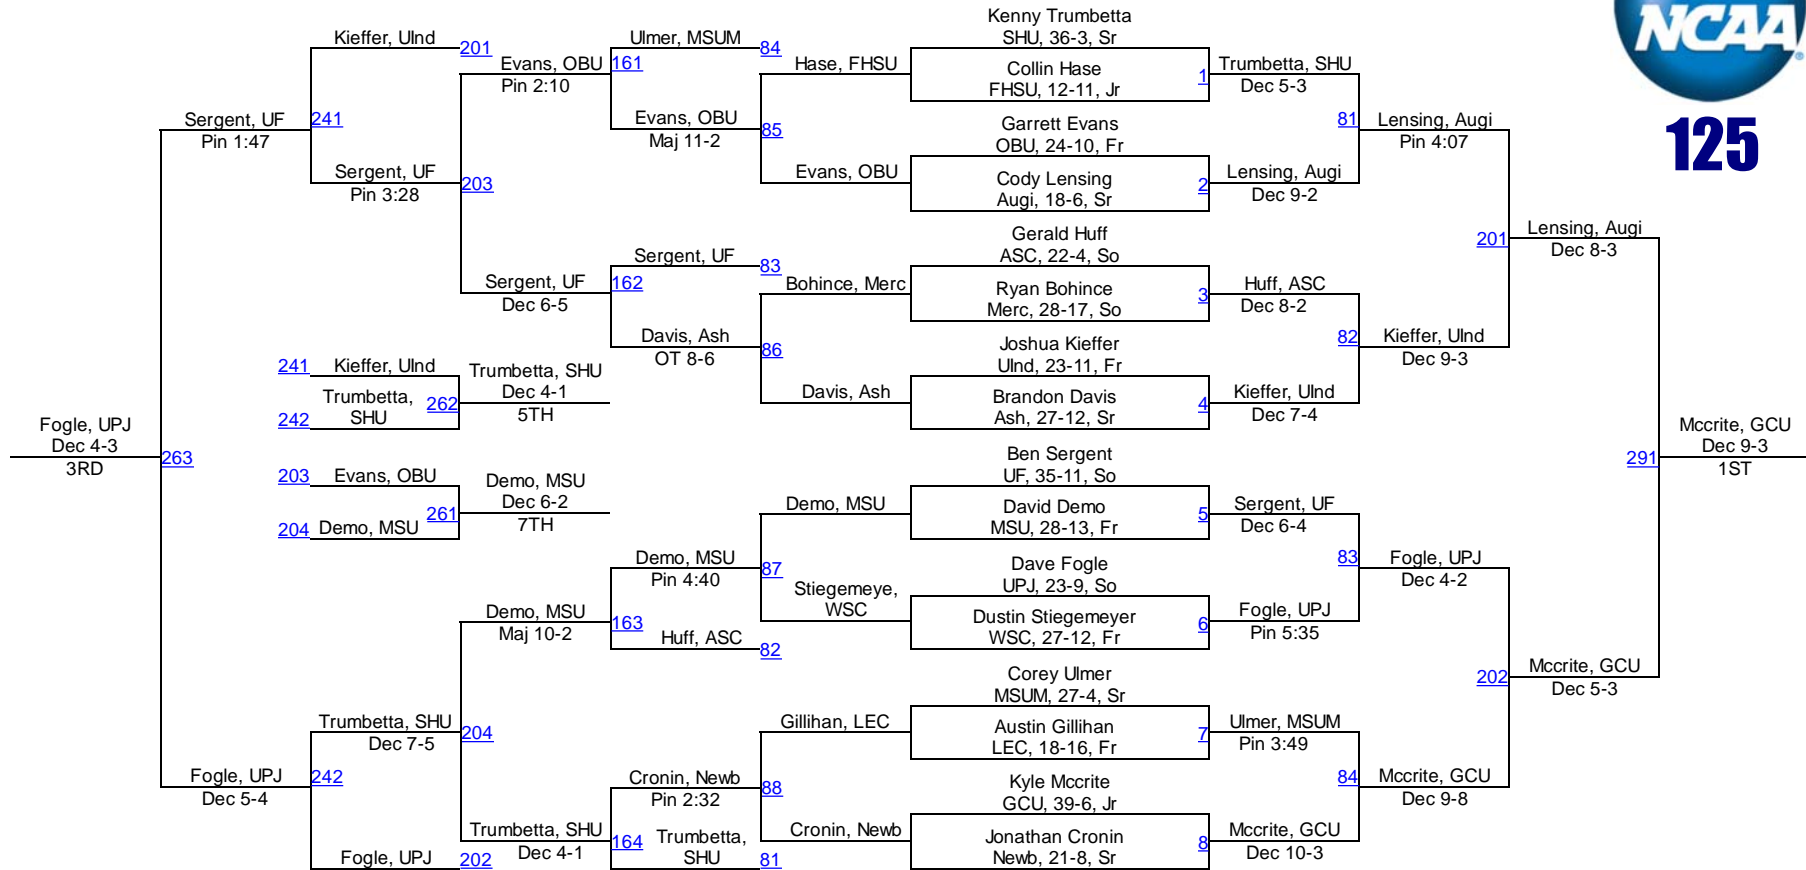 NCAA
125
Kenny Trumbetta
SHU, 36-3, Sr
Collin Hase
FHSU, 12-11, Jr
1
Garrett Evans
OBU, 24-10, Fr
Cody Lensing
Augi, 18-6, Sr
2
Gerald Huff
ASC, 22-4, So
Ryan Bohince
Merc, 28-17, So
3
Joshua Kieffer
UInd, 23-11, Fr
Brandon Davis
Ash, 27-12, Sr
4
Ben Sergent
UF, 35-11, So
David Demo
MSU, 28-13, Fr
5
Dave Fogle
UPJ, 23-9, So
Dustin Stiegemeyer
WSC, 27-12, Fr
6
Corey Ulmer
MSUM, 27-4, Sr
Austin Gillihan
LEC, 18-16, Fr
7
Kyle Mccrite
GCU, 39-6, Jr
Jonathan Cronin
Newb, 21-8, Sr
8
Trumbetta, SHU
Dec 5-3
81
Lensing, Augi
Dec 9-2
Huff, ASC
Dec 8-2
82
Kieffer, UInd
Dec 7-4
Sergent, UF
Dec 6-4
83
Fogle, UPJ
Pin 5:35
Ulmer, MSUM
Pin 3:49
84
Mccrite, GCU
Dec 10-3
Lensing, Augi
Pin 4:07
201
Kieffer, UInd
Dec 9-3
Fogle, UPJ
Dec 4-2
202
Mccrite, GCU
Dec 9-8
Lensing, Augi
Dec 8-3
291
Mccrite, GCU
Dec 5-3
Mccrite, GCU
Dec 9-3
1ST
Hase, FHSU
85
Evans, OBU
Bohince, Merc
86
Davis, Ash
Demo, MSU
87
Stiegemeye,
WSC
Gillihan, LEC
88
Cronin, Newb
Ulmer, MSUM
84
161
Evans, OBU
Maj 11-2
Sergent, UF
83
162
Davis, Ash
OT 8-6
Demo, MSU
Pin 4:40
163
Huff, ASC
82
Cronin, Newb
Pin 2:32
164
Trumbetta,
SHU
81
Evans, OBU
Pin 2:10
203
Sergent, UF
Dec 6-5
Demo, MSU
Maj 10-2
204
Trumbetta, SHU
Dec 4-1
Kieffer, UInd
201
241
Sergent, UF
Pin 3:28
Trumbetta, SHU
Dec 7-5
242
Fogle, UPJ
202
Sergent, UF
Pin 1:47
263
Fogle, UPJ
Dec 5-4
Fogle, UPJ
Dec 4-3
3RD
241
Kieffer, UInd
242
Trumbetta,
SHU
262
Trumbetta, SHU
Dec 4-1
5TH
203
Evans, OBU
204
Demo, MSU
261
Demo, MSU
Dec 6-2
7TH